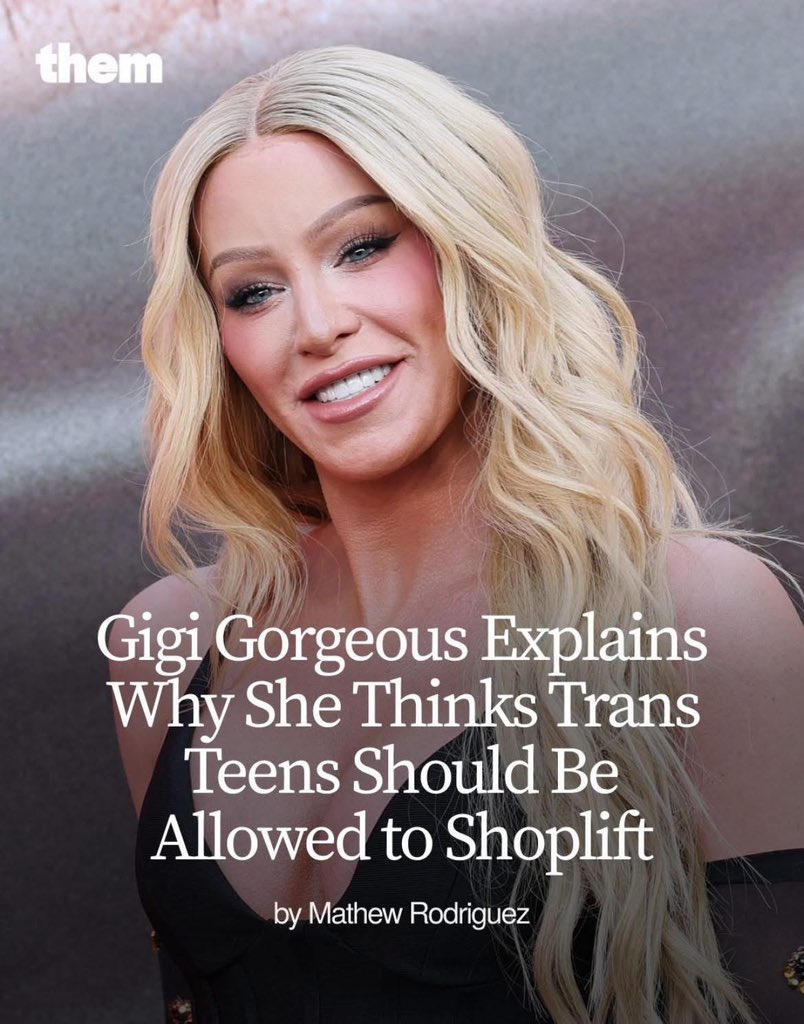 them
Gigi Gorgeous Explains
Why She Thinks Trans
Teens Should Be
Allowed to Shoplift
by Mathew Rodriguez